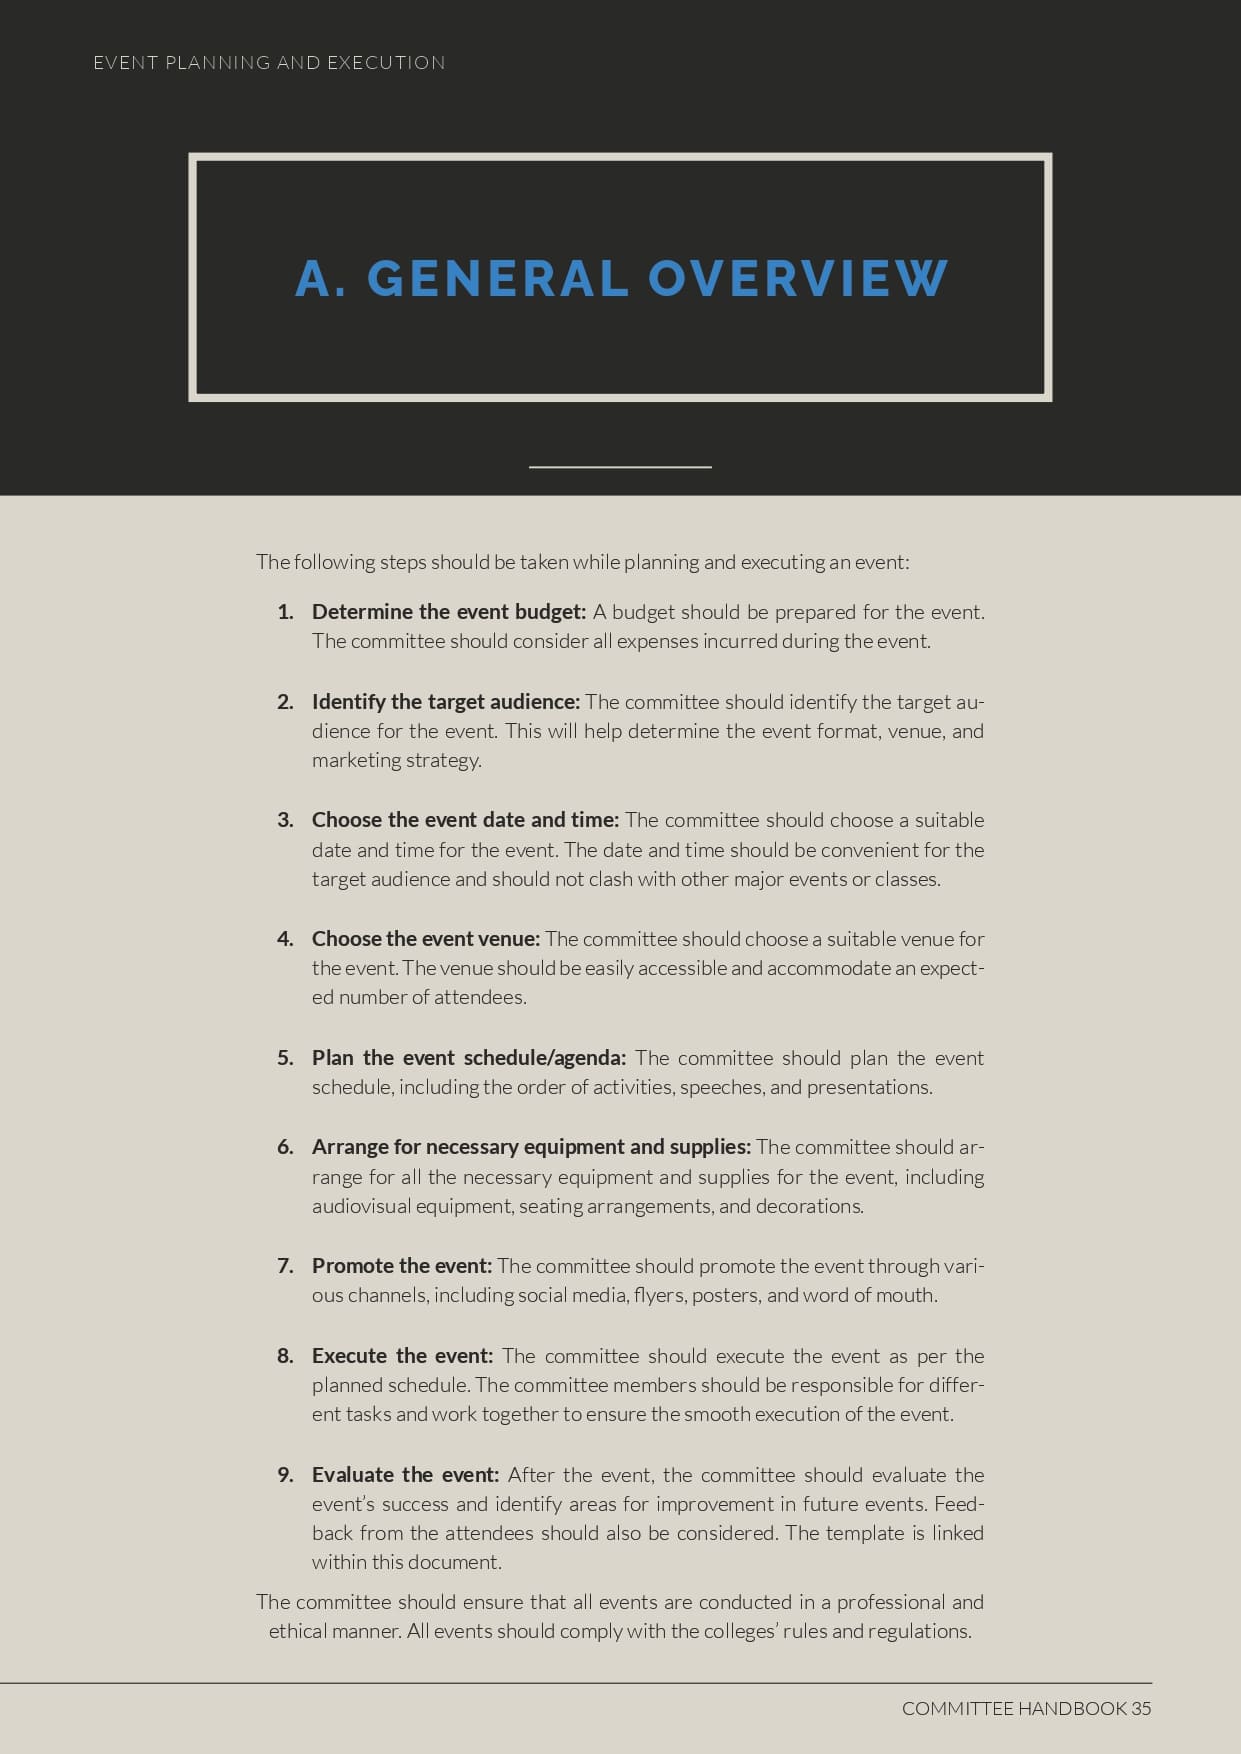 EVENT PLANNING AND EXECUTION
A. GENERAL OVERVIEW
The following steps should be taken while planning and executing an event:
1. Determine the event budget: A budget should be prepared for the event.
The committee should consider all expenses incurred during the event.
2. Identify the target audience: The committee should identify the target au-
dience for the event. This will help determine the event format, venue, and
marketing strategy.
3. Choose the event date and time: The committee should choose a suitable
date and time for the event. The date and time should be convenient for the
target audience and should not clash with other major events or classes.
4. Choose the event venue: The committee should choose a suitable venue for
the event. The venue should be easily accessible and accommodate an expect-
ed number of attendees.
5. Plan the event schedule/agenda: The committee should plan the event
schedule, including the order of activities, speeches, and presentations.
6. Arrange for necessary equipment and supplies: The committee should ar-
range for all the necessary equipment and supplies for the event, including
audiovisual equipment, seating arrangements, and decorations.
7. Promote the event: The committee should promote the event through vari-
ous channels, including social media, flyers, posters, and word of mouth.
8. Execute the event: The committee should execute the event as per the
planned schedule. The committee members should be responsible for differ-
ent tasks and work together to ensure the smooth execution of the event.
9. Evaluate the event: After the event, the committee should evaluate the
event’s success and identify areas for improvement in future events. Feed-
back from the attendees should also be considered. The template is linked
within this document.
The committee should ensure that all events are conducted in a professional and
ethical manner. All events should comply with the colleges’ rules and regulations.
COMMITTEE HANDBOOK 35